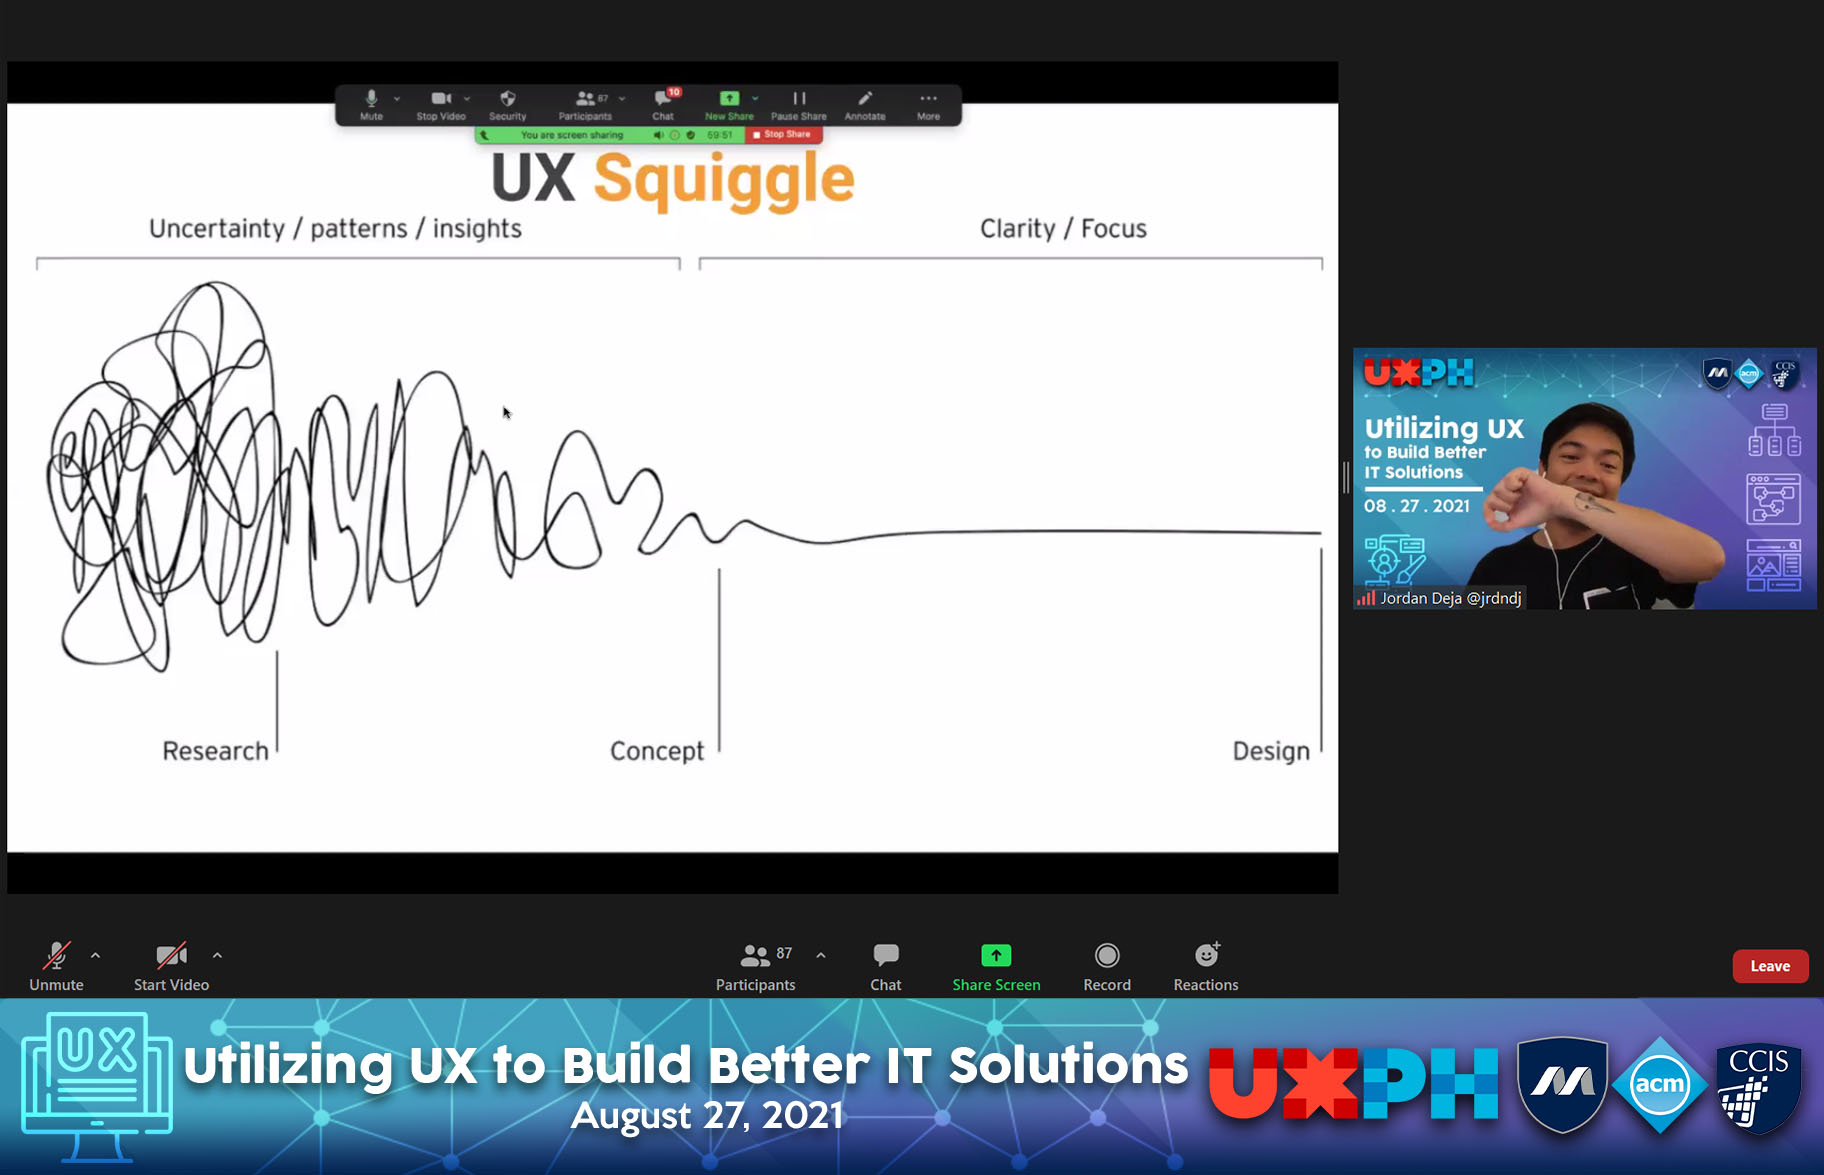 Mute
Stop Video
Security
87
Participants
10
Chat
New Share
Pause Share
Annotate
More
You are screen sharing
59:51
Stop Share
UX Squiggle
Uncertainty / patterns / insights
Clarity / Focus
Research
Concept
Design
UXPH
M
acm
CCIS
Utilizing UX
to Build Better
IT Solutions
08 . 27 . 2021
Jordan Deja @jrdndj
Unmute
Start Video
87
Participants
Chat
Share Screen
Record
Reactions
Leave
UX
Utilizing UX to Build Better IT Solutions
August 27, 2021
UXPH
M
acm
CCIS